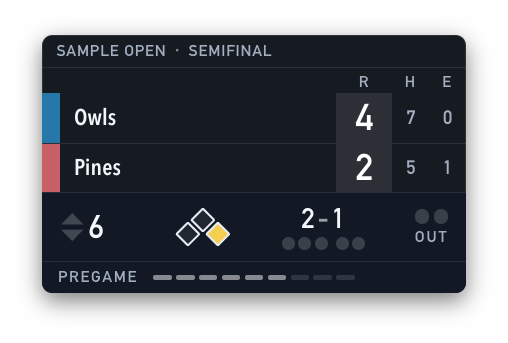 SAMPLE OPEN · SEMIFINAL
R H E
Owls 4 7 0
Pines 2 5 1
6 2-1
OUT
PREGAME